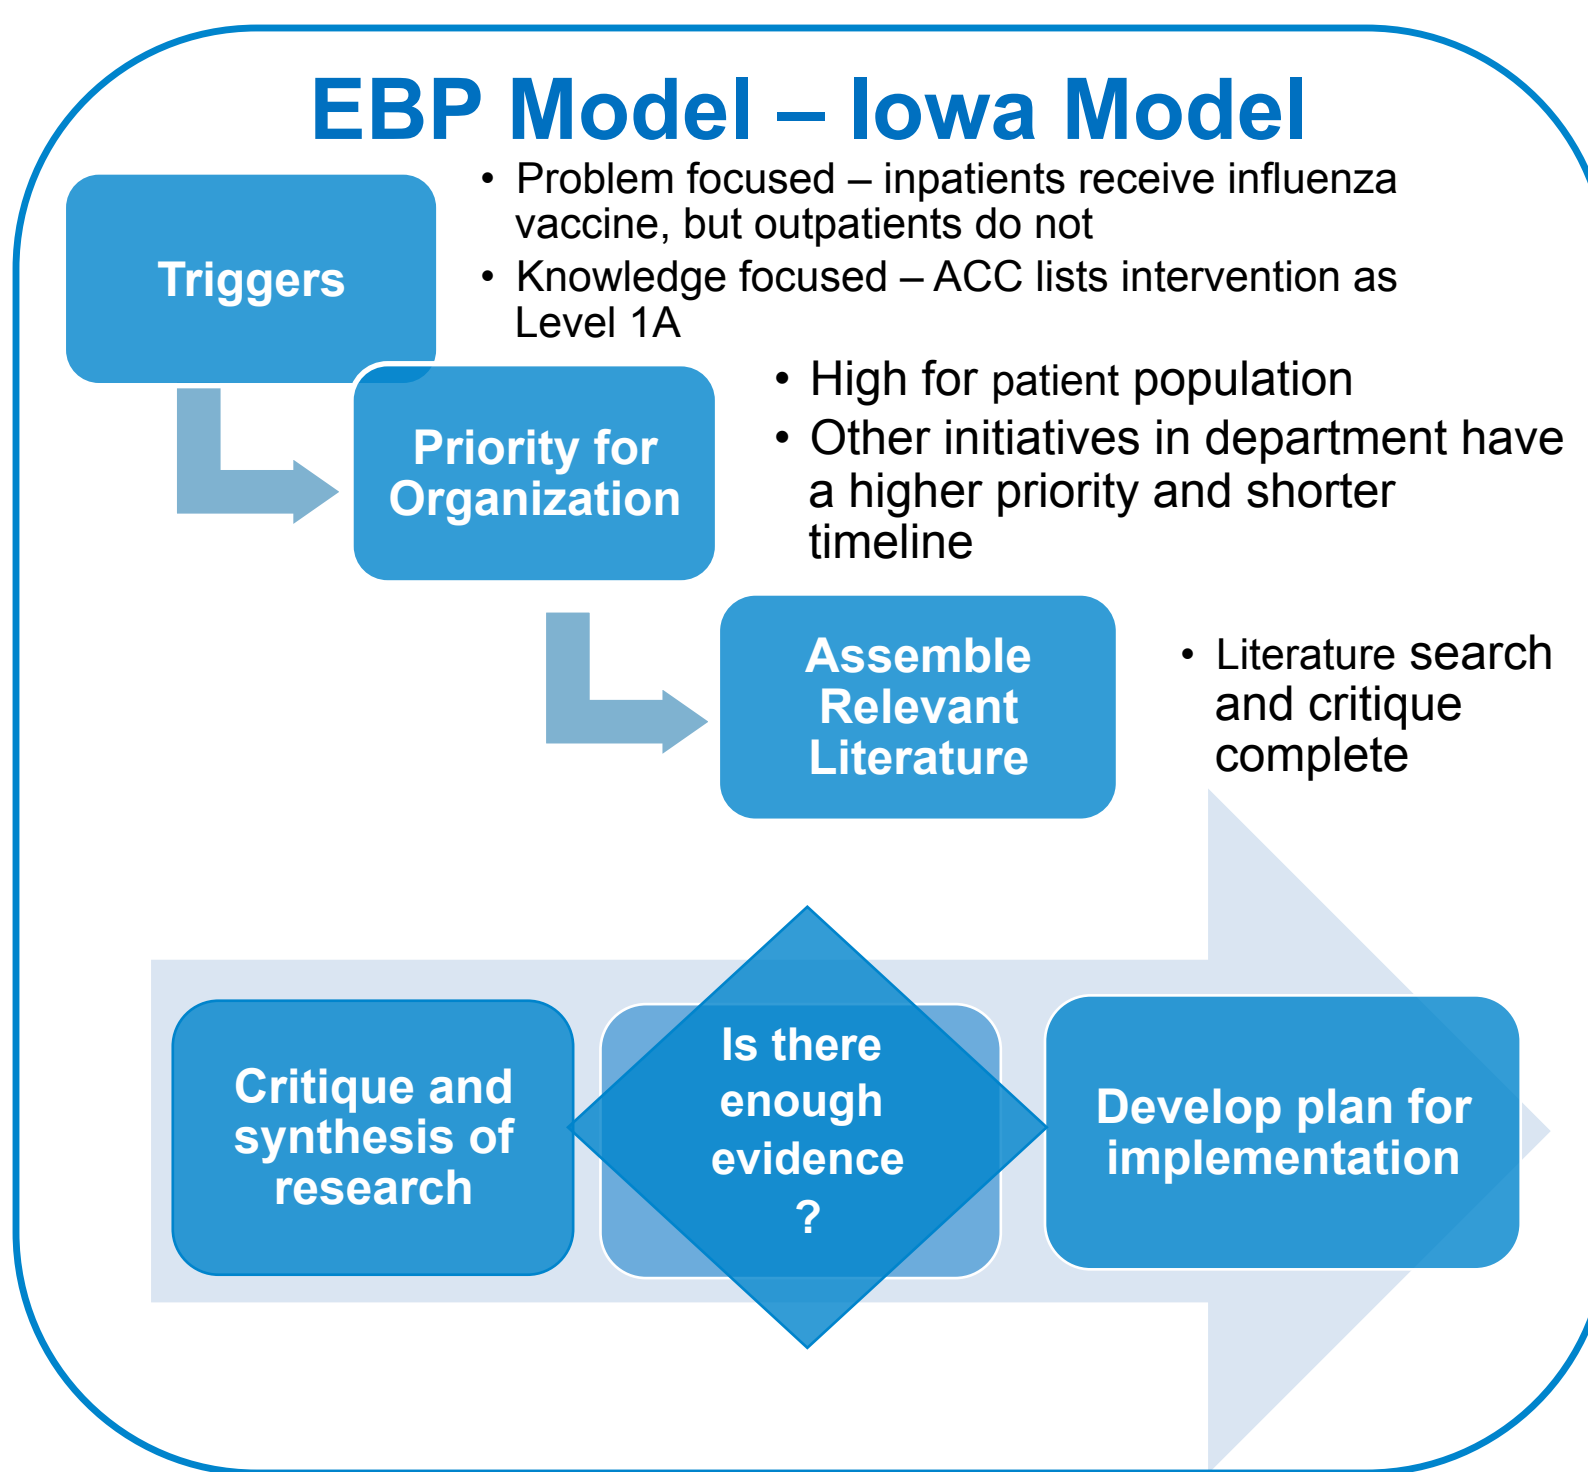 EBP Model – Iowa Model
Triggers
• Problem focused – inpatients receive influenza
vaccine, but outpatients do not
• Knowledge focused – ACC lists intervention as
Level 1A
Priority for
Organization
• High for patient population
• Other initiatives in department have
a higher priority and shorter
timeline
Assemble
Relevant
Literature
• Literature search
and critique
complete
Critique and
synthesis of
research
Is there
enough
evidence
?
Develop plan for
implementation